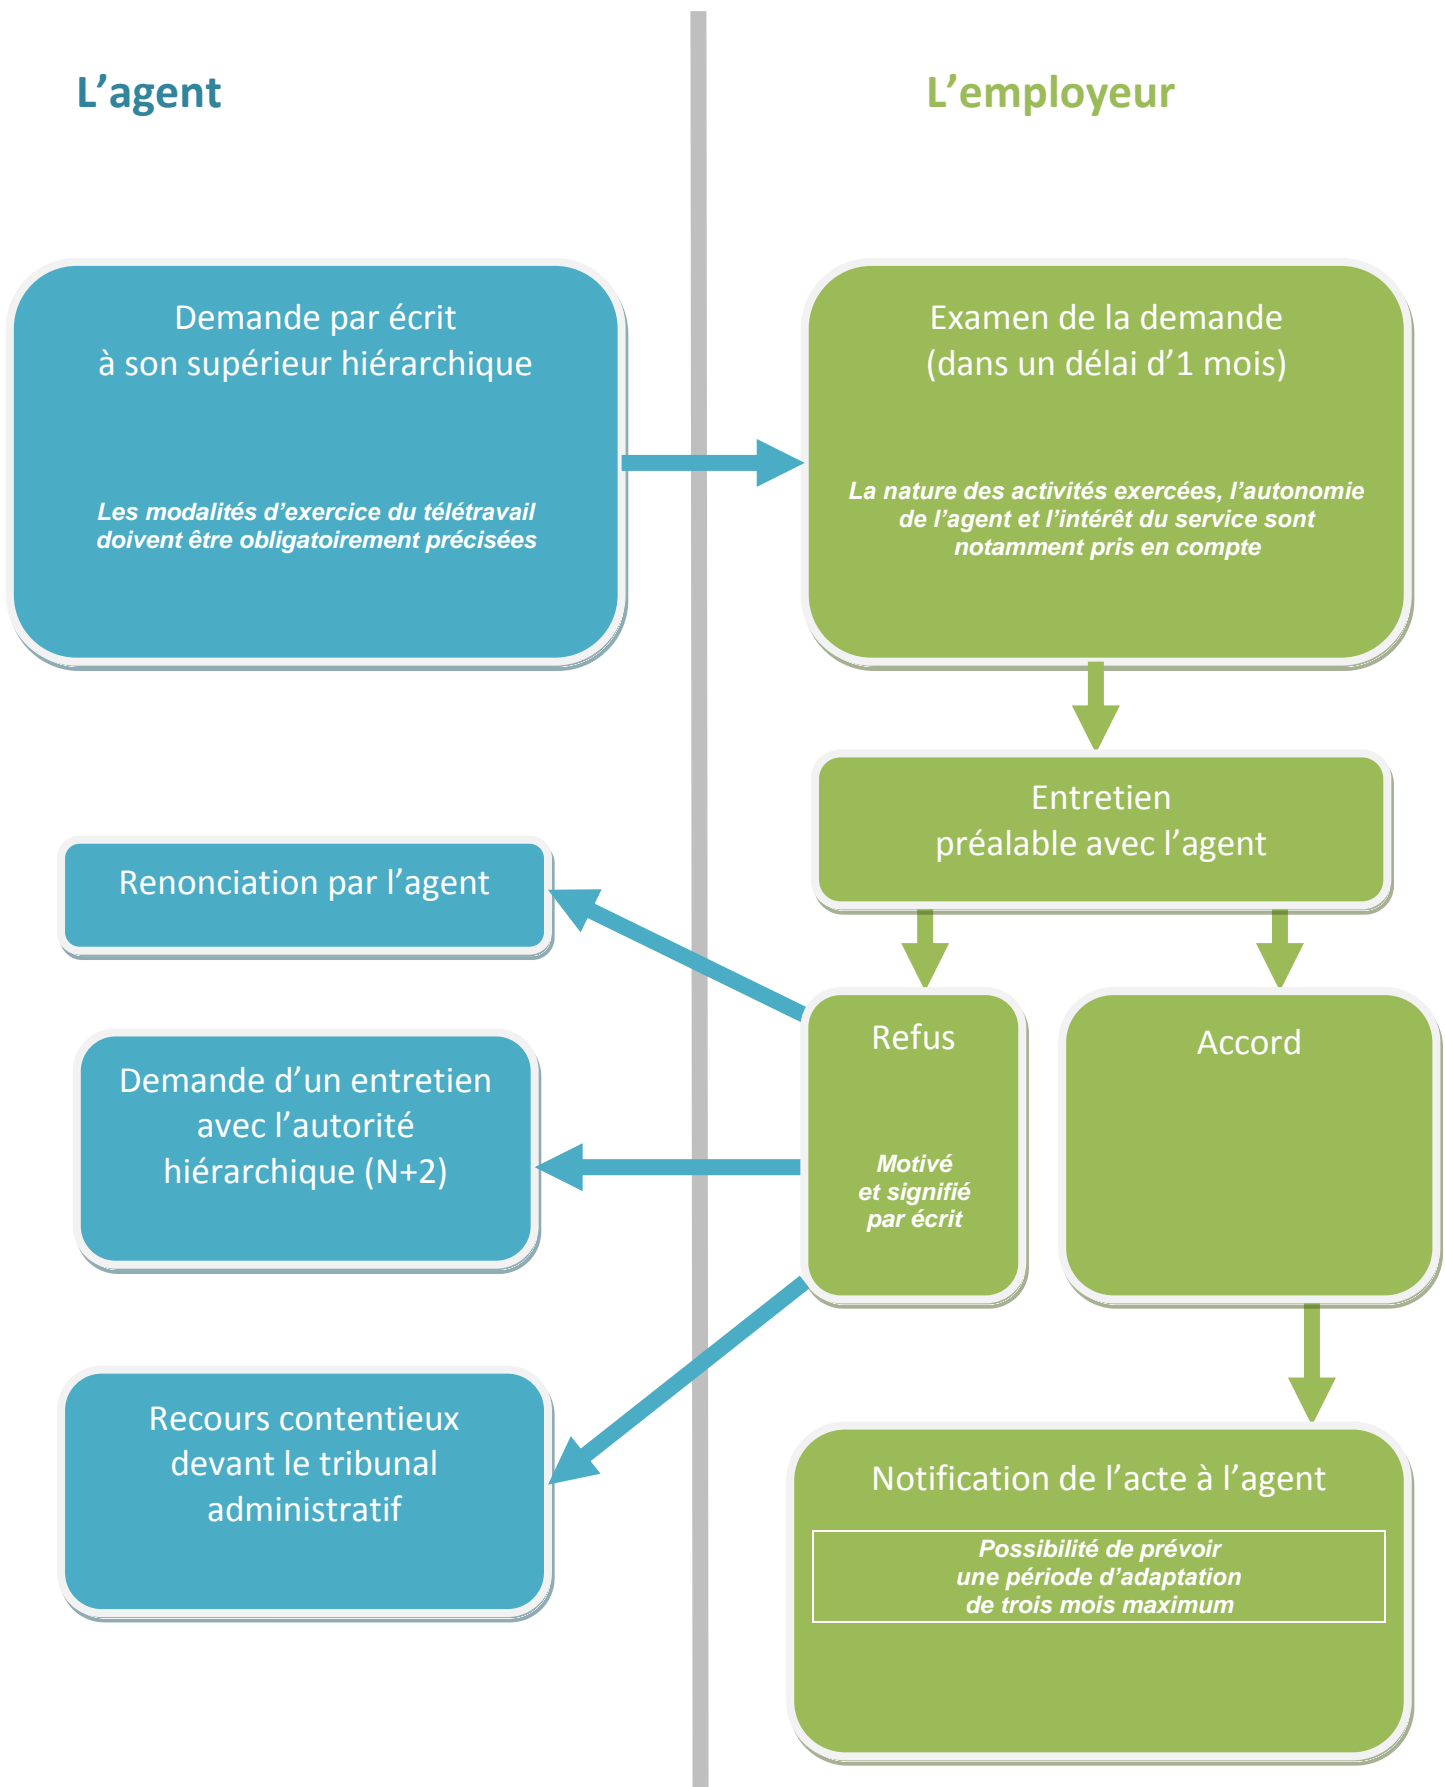 L’agent
L’employeur
Demande par écrit
à son supérieur hiérarchique
Les modalités d’exercice du télétravail
doivent être obligatoirement précisées
Examen de la demande
(dans un délai d’1 mois)
La nature des activités exercées, l’autonomie
de l’agent et l’intérêt du service sont
notamment pris en compte
Entretien
préalable avec l’agent
Renonciation par l’agent
Refus
Motivé
et signifié
par écrit
Accord
Demande d’un entretien
avec l’autorité
hiérarchique (N+2)
Recours contentieux
devant le tribunal
administratif
Notification de l’acte à l’agent
Possibilité de prévoir
une période d’adaptation
de trois mois maximum